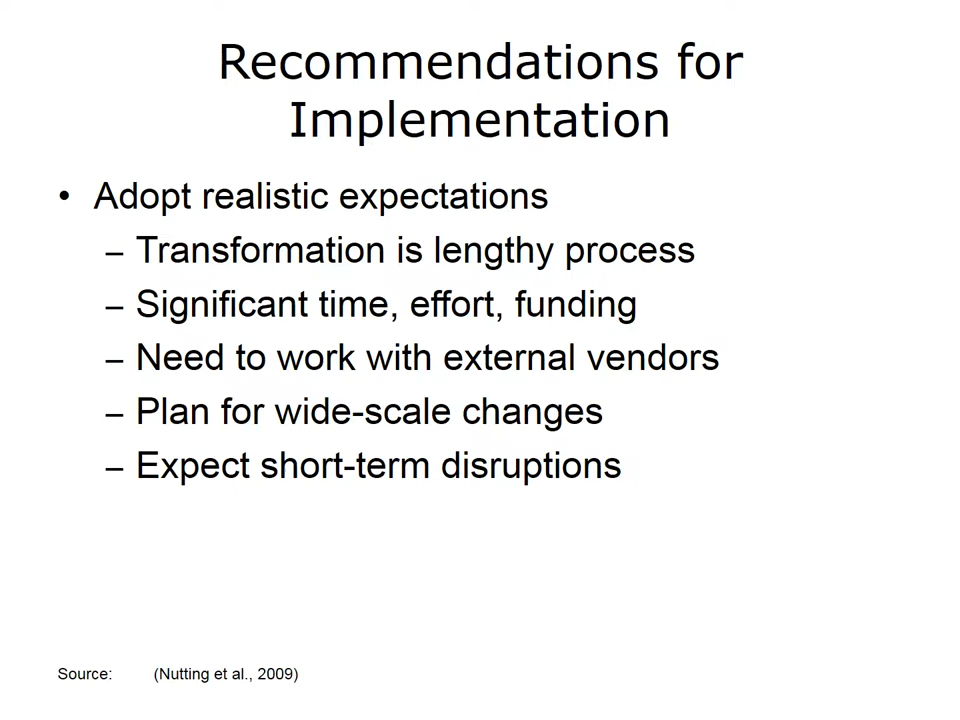 Recommendations for
Implementation
• Adopt realistic expectations
– Transformation is lengthy process
– Significant time, effort, funding
– Need to work with external vendors
– Plan for wide-scale changes
– Expect short-term disruptions
Source: (Nutting et al., 2009)